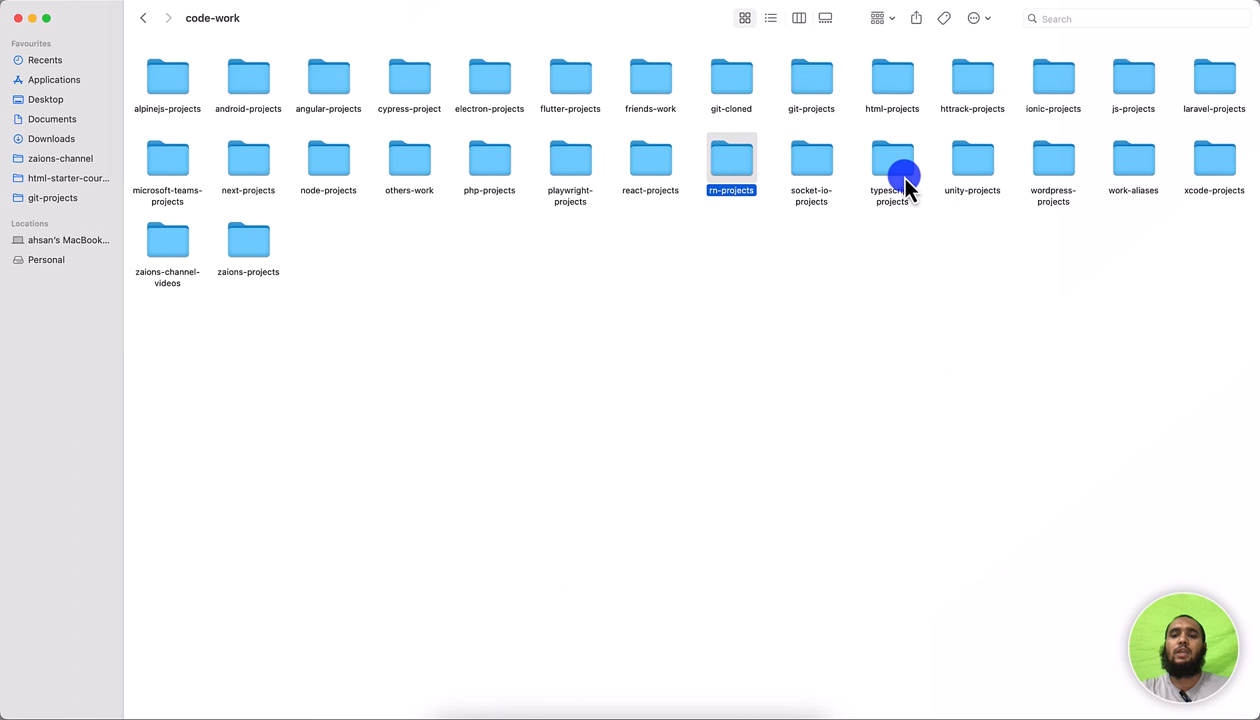 code-work
Search
Favourites
Recents
Applications
Desktop
Documents
Downloads
zaions-channel
html-starter-cour...
git-projects
Locations
ahsan's MacBook...
Personal
alpinejs-projects
android-projects
angular-projects
cypress-project
electron-projects
flutter-projects
friends-work
git-cloned
git-projects
html-projects
httrack-projects
ionic-projects
js-projects
laravel-projects
microsoft-teams-
projects
next-projects
node-projects
others-work
php-projects
playwright-
projects
react-projects
rn-projects
socket-io-
projects
projects
unity-projects
wordpress-
projects
work-aliases
xcode-projects
zaions-channel-
videos
zaions-projects